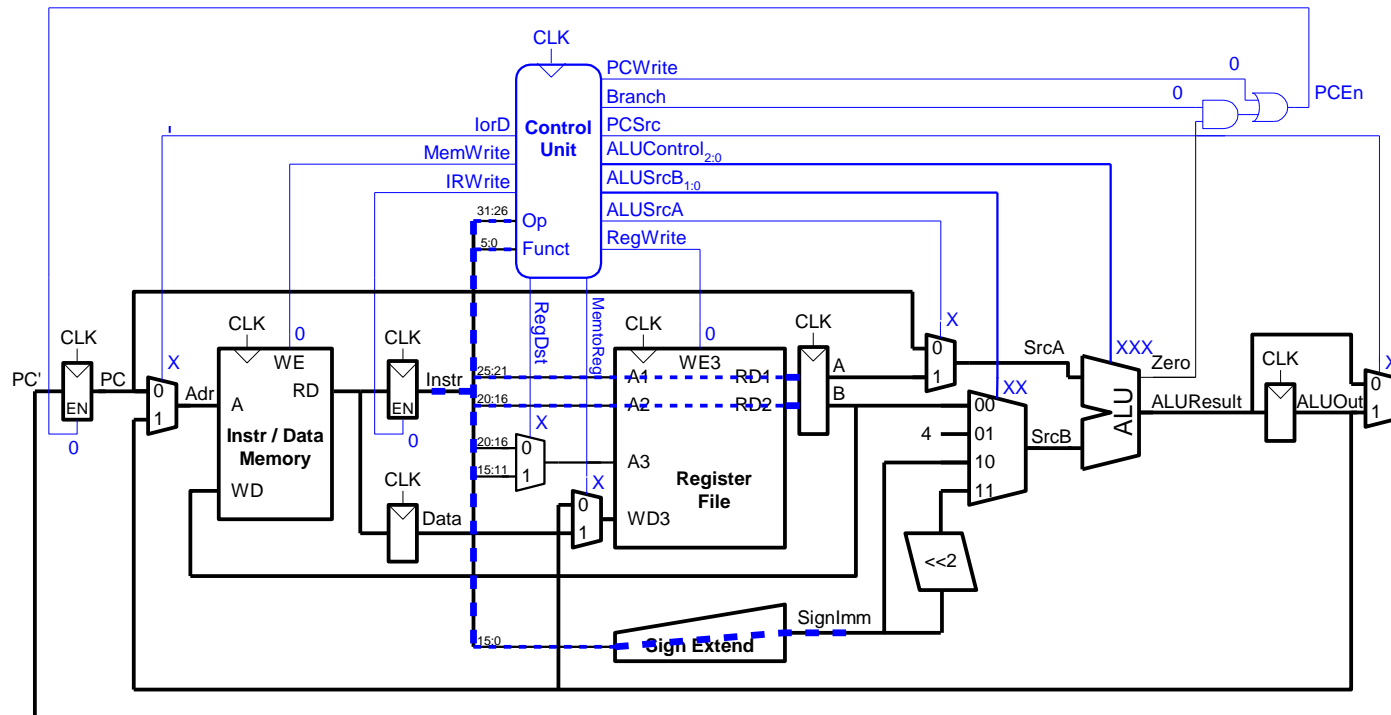 CLK
PCWrite
0
Branch
0
PCEn
IorD
Control
Unit
PCSrc
MemWrite
ALUControl2:0
IRWrite
ALUSrcB1:0
31:26
Op
ALUSrcA
5:0
Funct
RegWrite
RegDst
MemtoReg
CLK
CLK
CLK
CLK
CLK
X
0
0
X
XXX
X
PC'
PC
EN
0
0
1
Adr
A
WE
RD
Instr / Data
Memory
WD
EN
0
Instr
25:21
A1
WE3
RD1
A
0
1
SrcA
Zero
CLK
20:16
A2
RD2
B
XX
00
01
10
11
4
SrcB
ALU
ALUResult
ALUOut
X
0
1
20:16
15:11
X
0
1
A3
Register
File
CLK
Data
X
0
1
WD3
<<2
SignImm
15:0
Sign Extend